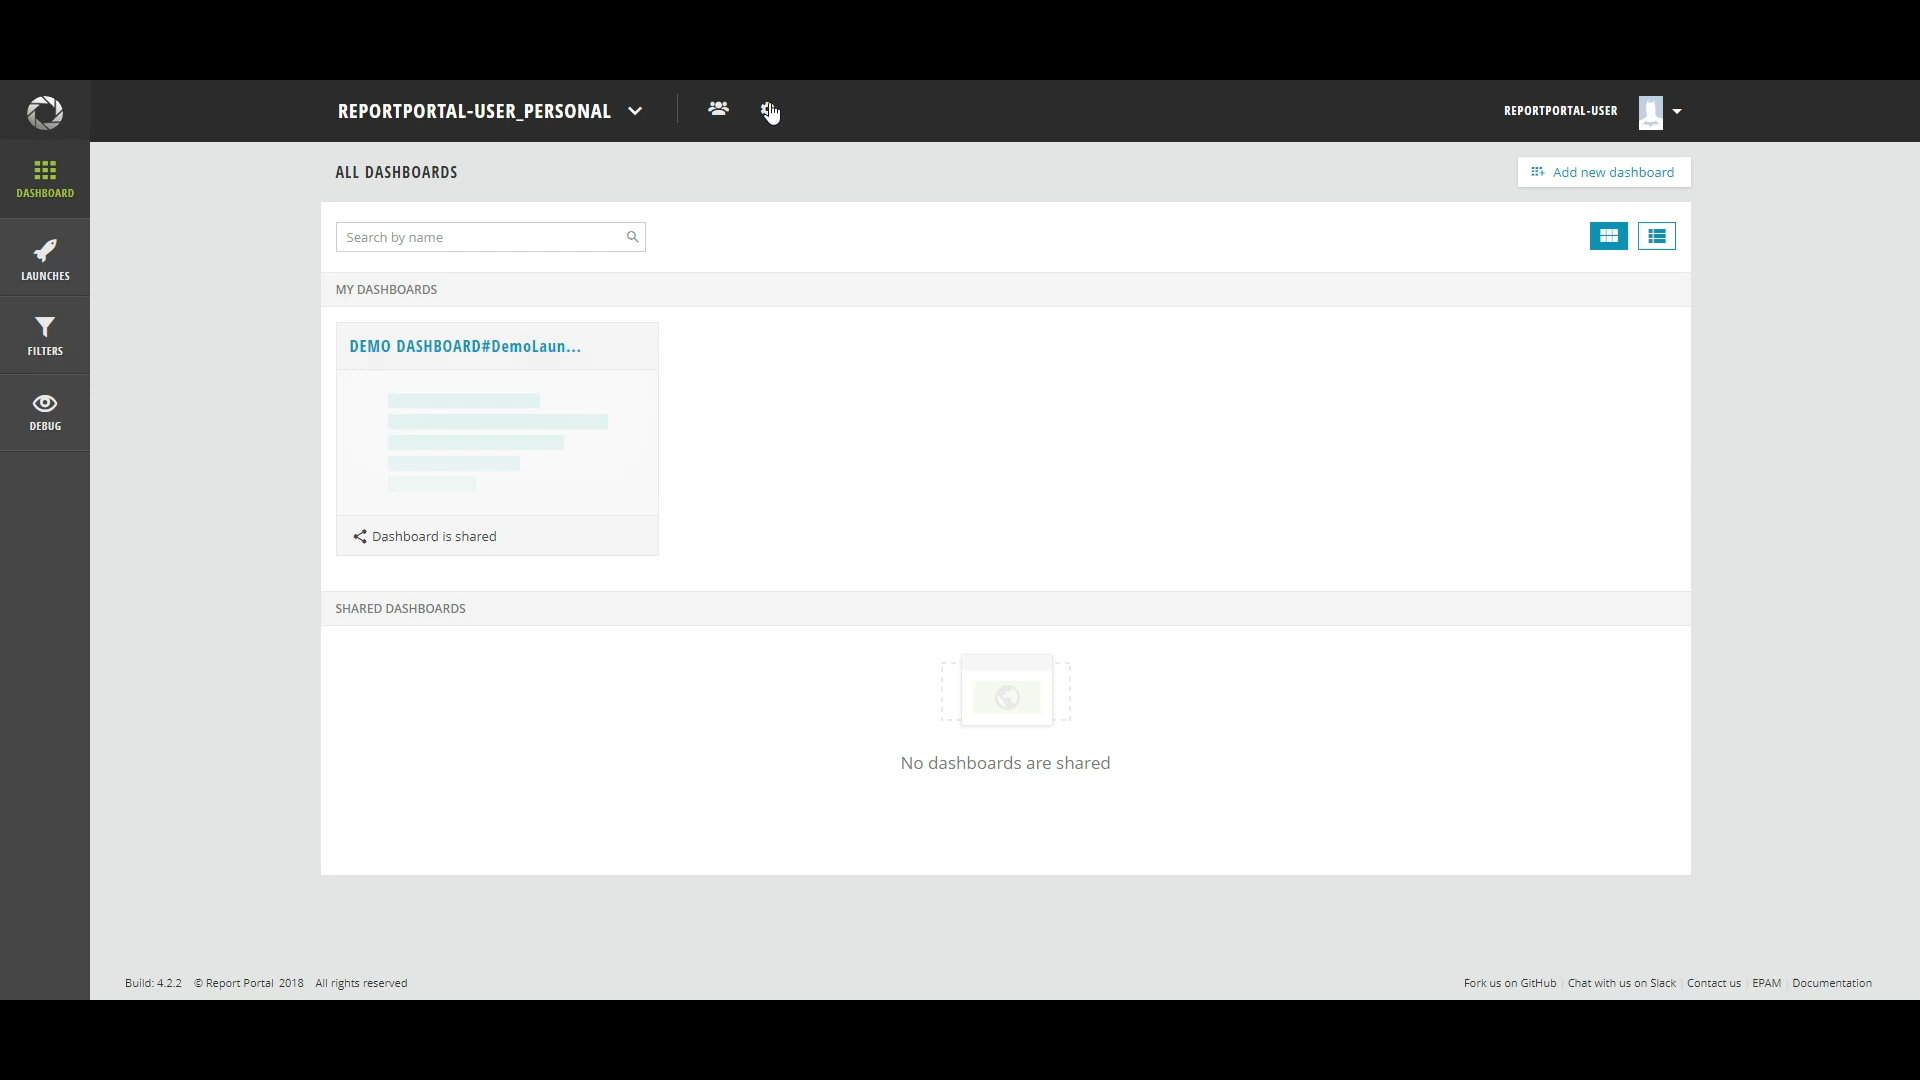 REPORTPORTAL-USER_PERSONAL
REPORTPORTAL-USER
DASHBOARD
LAUNCHES
FILTERS
DEBUG
ALL DASHBOARDS
Add new dashboard
Search by name
MY DASHBOARDS
DEMO DASHBOARD#DemoLaun...
Dashboard is shared
SHARED DASHBOARDS
No dashboards are shared
Build: 4.2.2 © Report Portal 2018 All rights reserved
Fork us on GitHub Chat with us on Slack Contact us EPAM Documentation